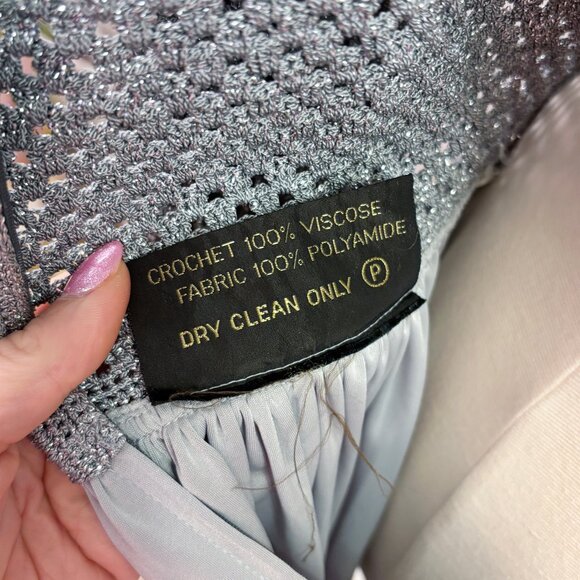 CROCHET 100% VISCOSE
FABRIC 100% POLYAMIDE
DRY CLEAN ONLY Ⓟ